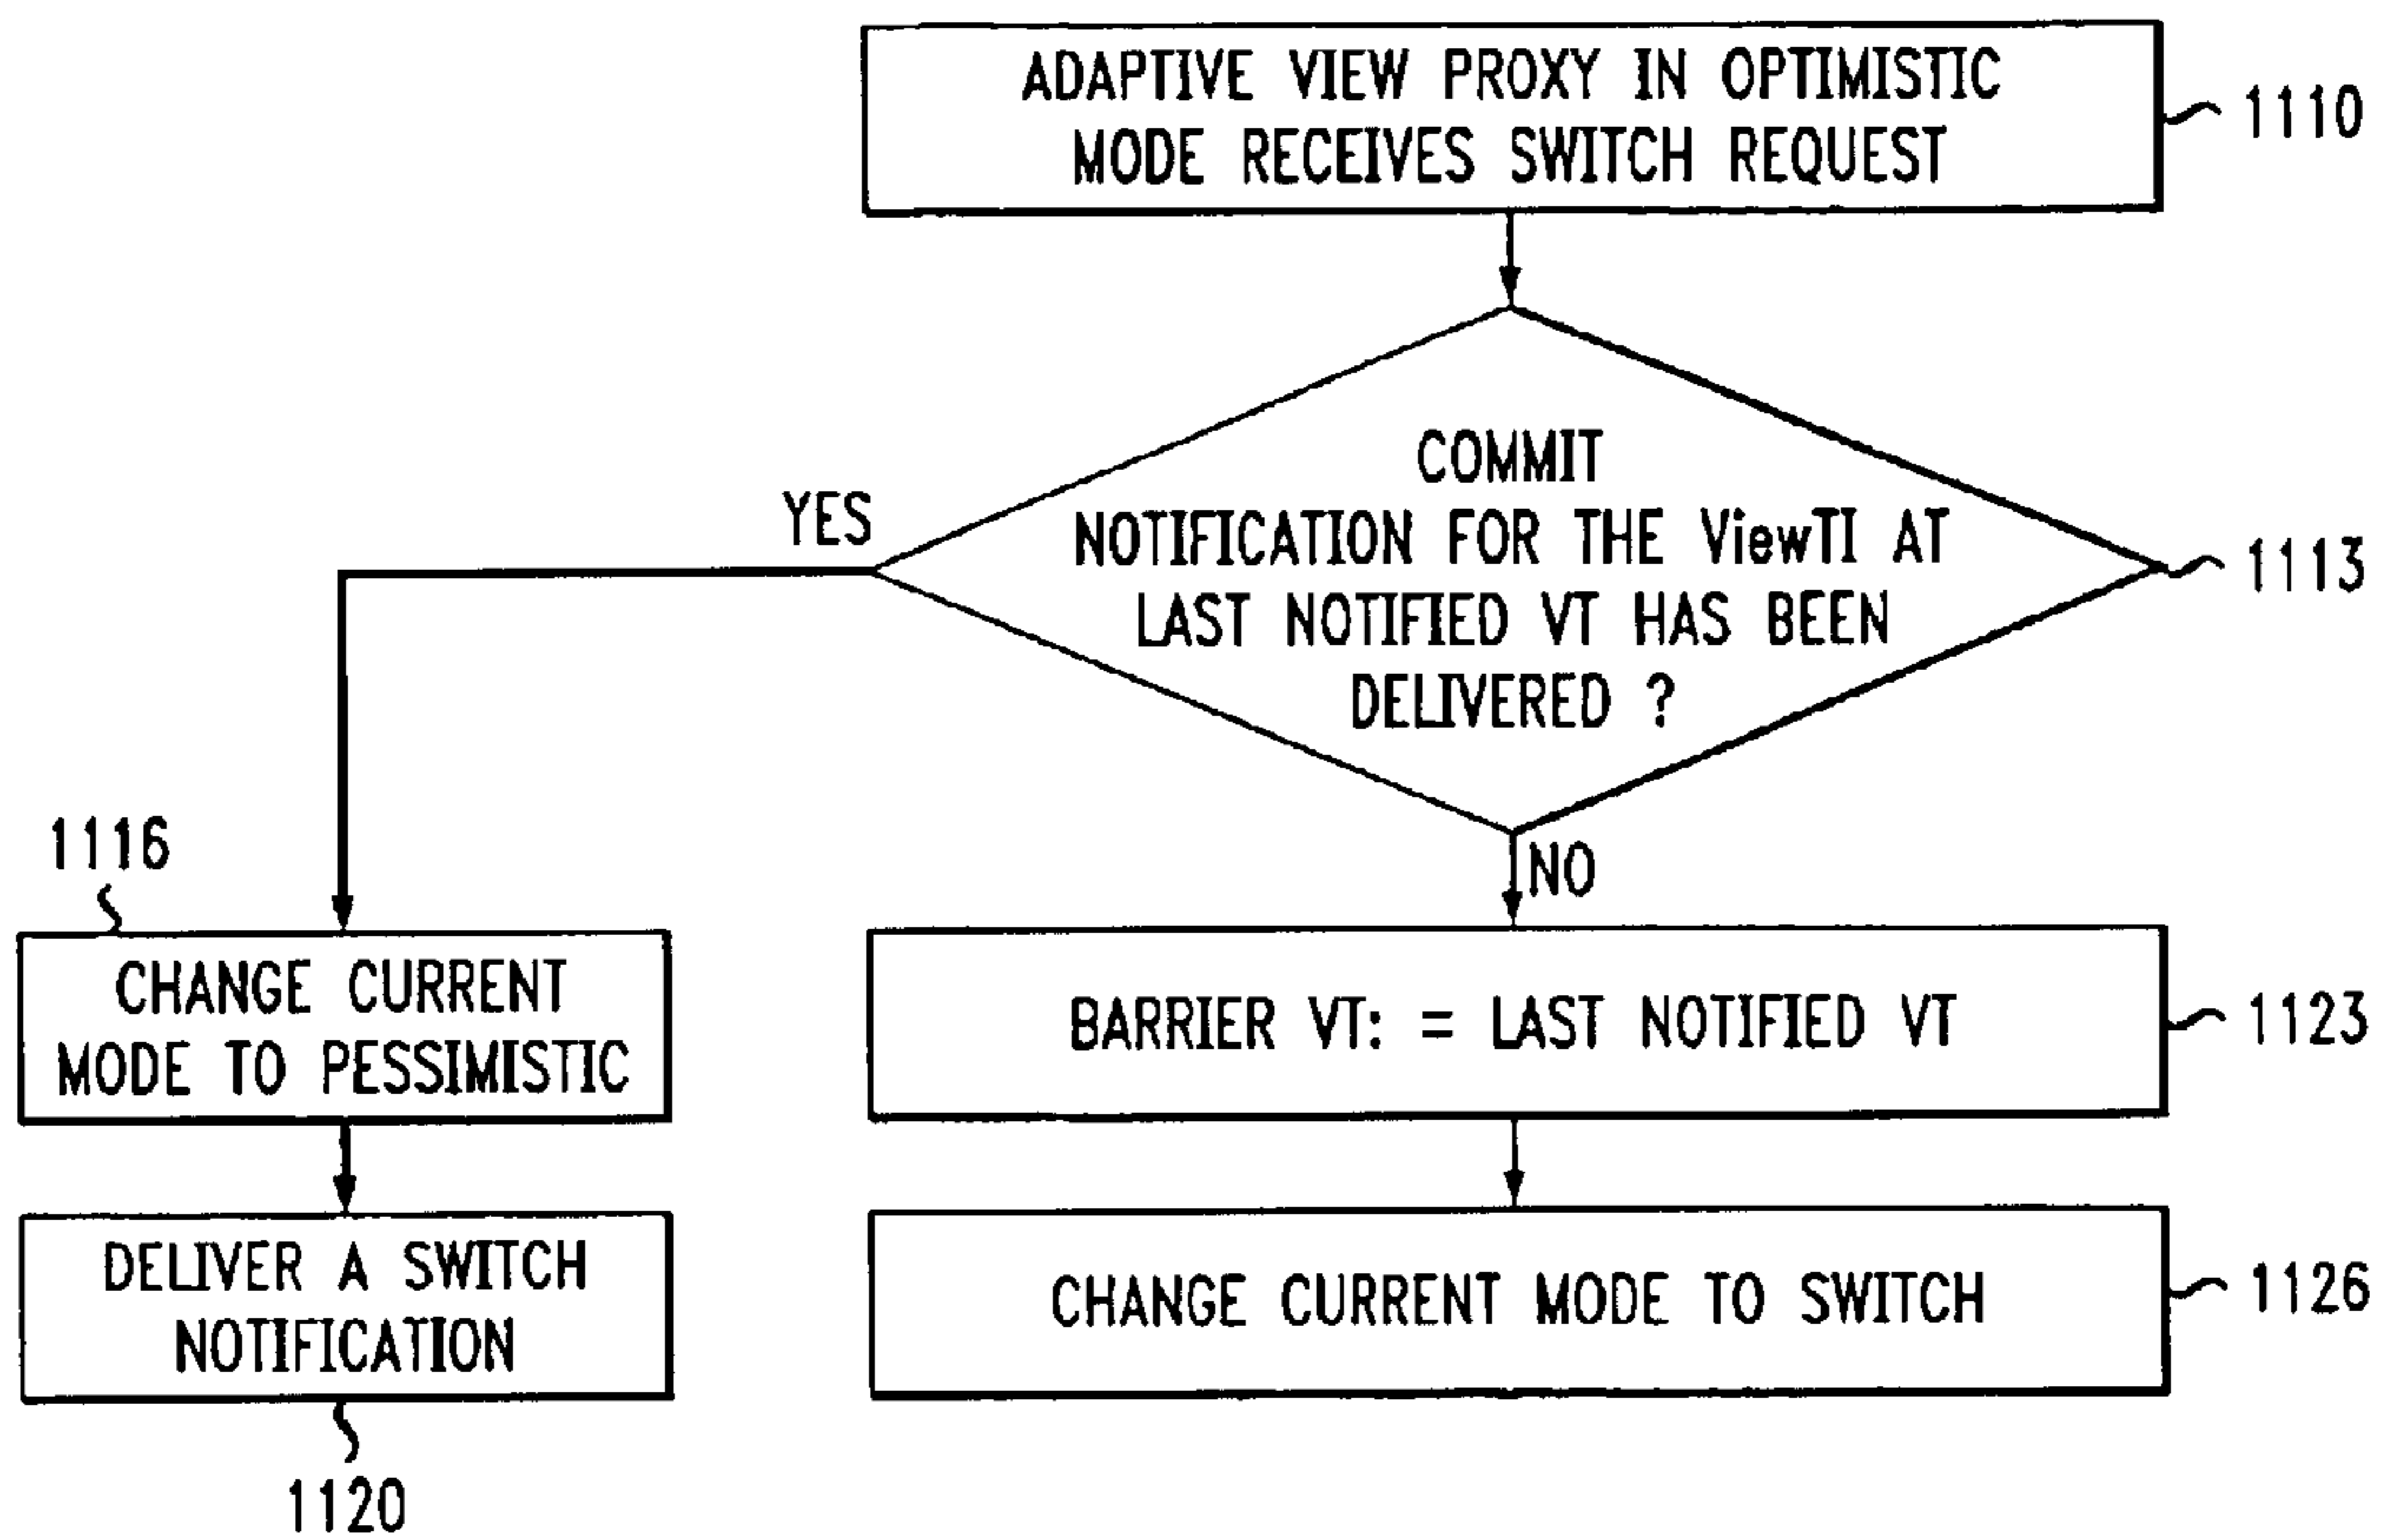 ADAPTIVE VIEW PROXY IN OPTIMISTIC
MODE RECEIVES SWITCH REQUEST
1110
COMMIT
NOTIFICATION FOR THE ViewTI AT
LAST NOTIFIED VT HAS BEEN
DELIVERED ?
1113
YES
NO
1116
CHANGE CURRENT
MODE TO PESSIMISTIC
DELIVER A SWITCH
NOTIFICATION
1120
BARRIER VT: = LAST NOTIFIED VT
1123
CHANGE CURRENT MODE TO SWITCH
1126